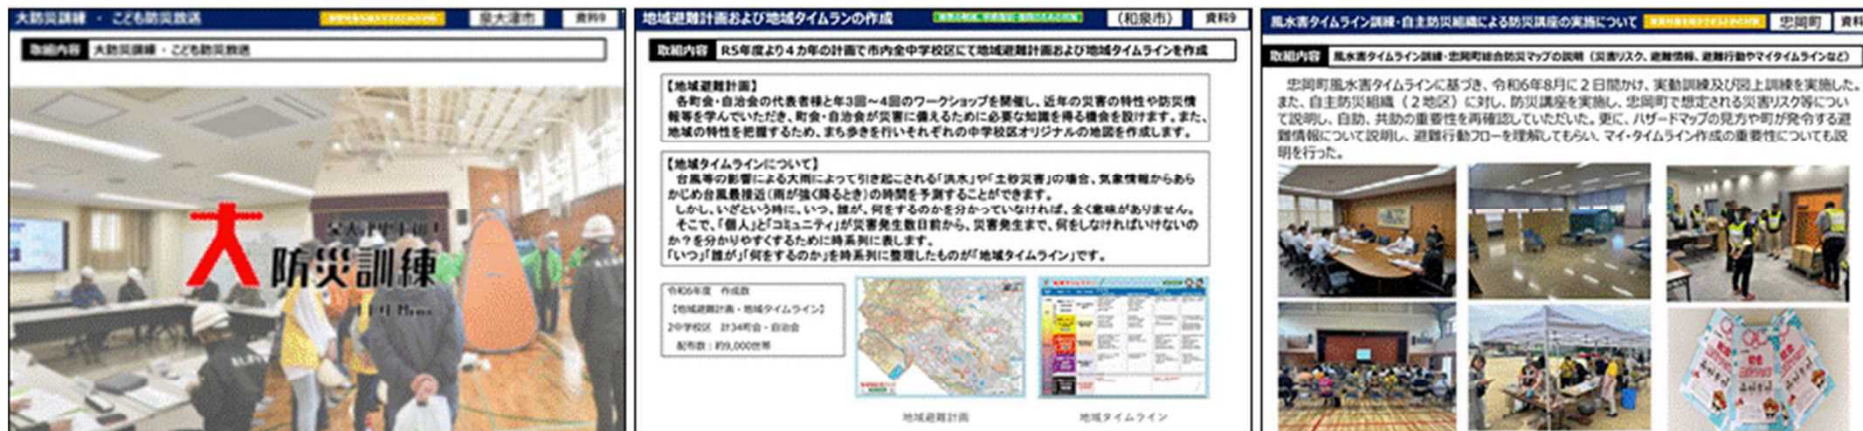 大防災訓練 ・ こども防災放送
泉大津市
資料9
取組内容 大防災訓練 ・ こども防災放送
大
防災訓練
地域避難計画および地域タイムランの作成
(和泉市)
資料9
取組内容 R5年度より4カ年の計画で市内全中学校区にて地域避難計画および地域タイムラインを作成
【地域避難計画】
各町会・自治会の代表者様と年3回～4回のワークショップを開催し、近年の災害の特性や防災情
報等を学んでいただき、町会・自治会が災害に備えるために必要な知識を得る機会を設けます。また、
地域の特性を把握するため、まち歩きを行いそれぞれの中学校区オリジナルの地図を作成します。
【地域タイムラインについて】
台風等の影響による大雨によって引き起こされる「洪水」や「土砂災害」の場合、気象情報からあら
かじめ台風最接近(雨が強く降るとき)の時間を予測することができます。
しかし、いざという時に、いつ、誰が、何をするのかを分かっていなければ、全く意味がありません。
そこで、「個人」と「コミュニティ」が災害発生数日前から、災害発生まで、何をしなければいけないの
か?を分かりやすくするために時系列に表します。
「いつ」「誰が」「何をするのか」を時系列に整理したものが「地域タイムライン」です。
令和6年度 作成数
【地域避難計画・地域タイムライン】
2中学校区 計34町会・自治会
配布数：約9,000世帯
地域避難計画
地域タイムライン
風水害タイムライン訓練・自主防災組織による防災講座の実施について
忠岡町
資料
取組内容 風水害タイムライン訓練・忠岡町総合防災マップの説明（災害リスク、避難情報、避難行動やマイタイムラインなど）
忠岡町風水害タイムラインに基づき、令和6年8月に2日間かけ、実動訓練及び図上訓練を実施した。
また、自主防災組織（2地区）に対し、防災講座を実施し、忠岡町で想定される災害リスク等につい
て説明し、自助、共助の重要性を再確認していただいた。更に、ハザードマップの見方や町が発令する避
難情報について説明し、避難行動フローを理解してもらい、マイ・タイムライン作成の重要性についても説
明を行った。